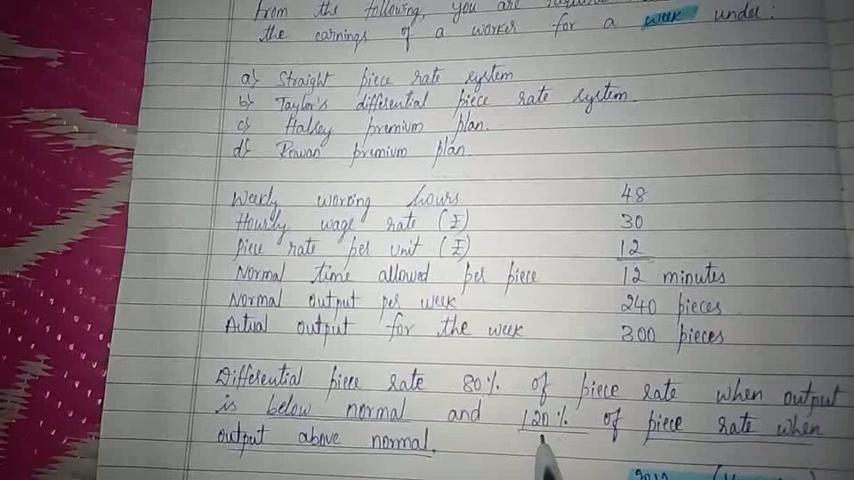 From the following, you are
the earnings of a worker for a week under:
a) Straight piece rate system
b) Taylor's differential piece rate system.
c) Halsey premium plan.
d) Rowan premium plan.
Weekly working hours 48
Hourly wage rate (₹) 30
Piece rate per unit (₹) 12
Normal time allowed per piece 12 minutes
Normal output per week 240 pieces
Actual output for the week 300 pieces
Differential piece rate 80% of piece rate when output
is below normal and 120% of piece rate when
output above normal.